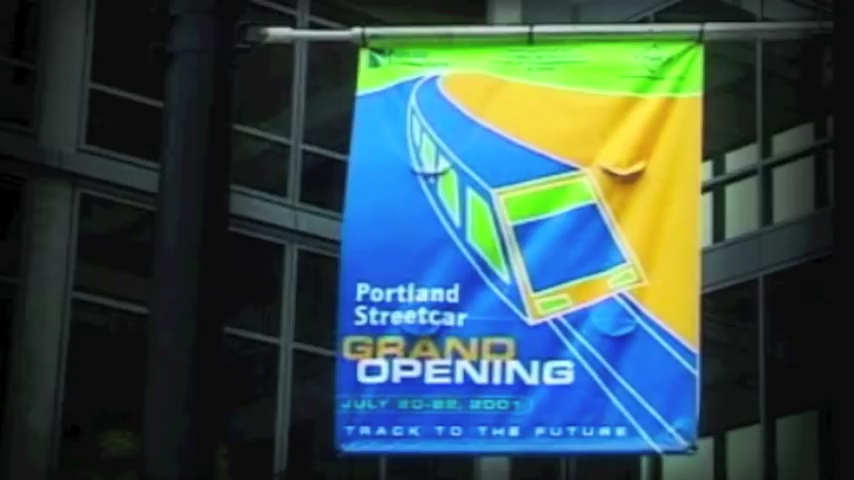 Portland
Streetcar
GRAND
OPENING
JULY 20-22, 2001
TRACK TO THE FUTURE